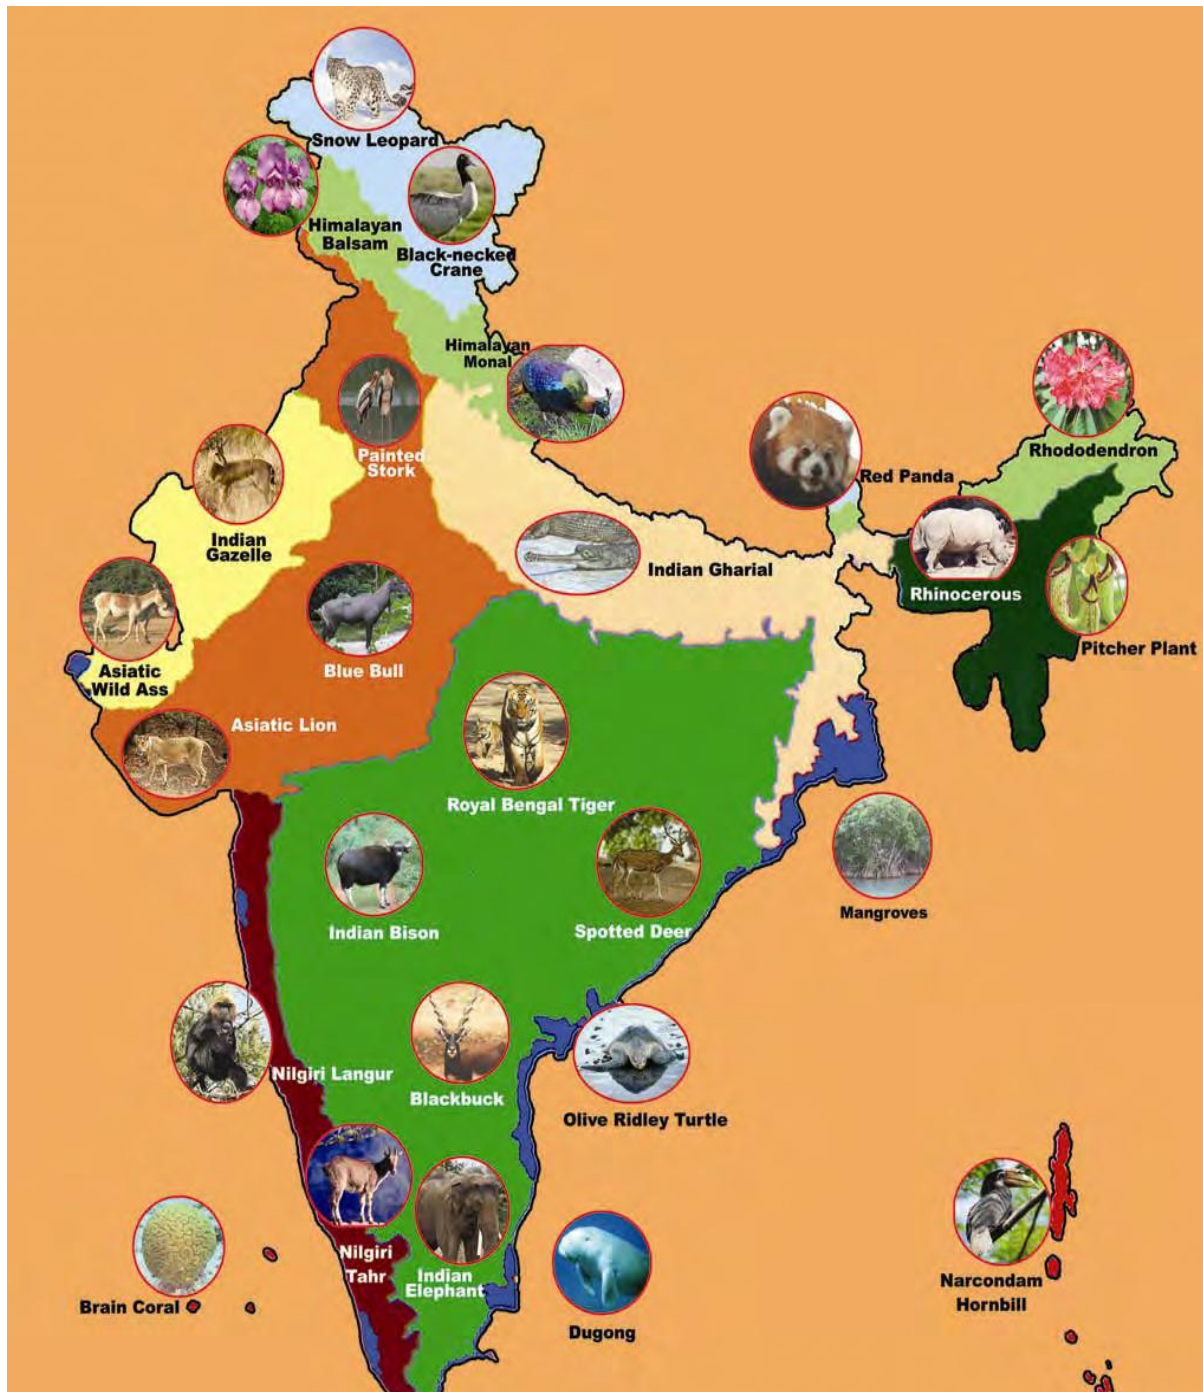 Snow Leopard
Himalayan
Balsam
Black-necked
Crane
Himalayan
Monal
Painted
Stork
Rhododendron
Red Panda
Indian
Gazelle
Indian Gharial
Rhinocerous
Pitcher Plant
Asiatic
Wild Ass
Blue Bull
Asiatic Lion
Royal Bengal Tiger
Indian Bison
Spotted Deer
Mangroves
Nilgiri Langur
Blackbuck
Olive Ridley Turtle
Nilgiri
Tahr
Indian
Elephant
Brain Coral
Dugong
Narcondam
Hornbill